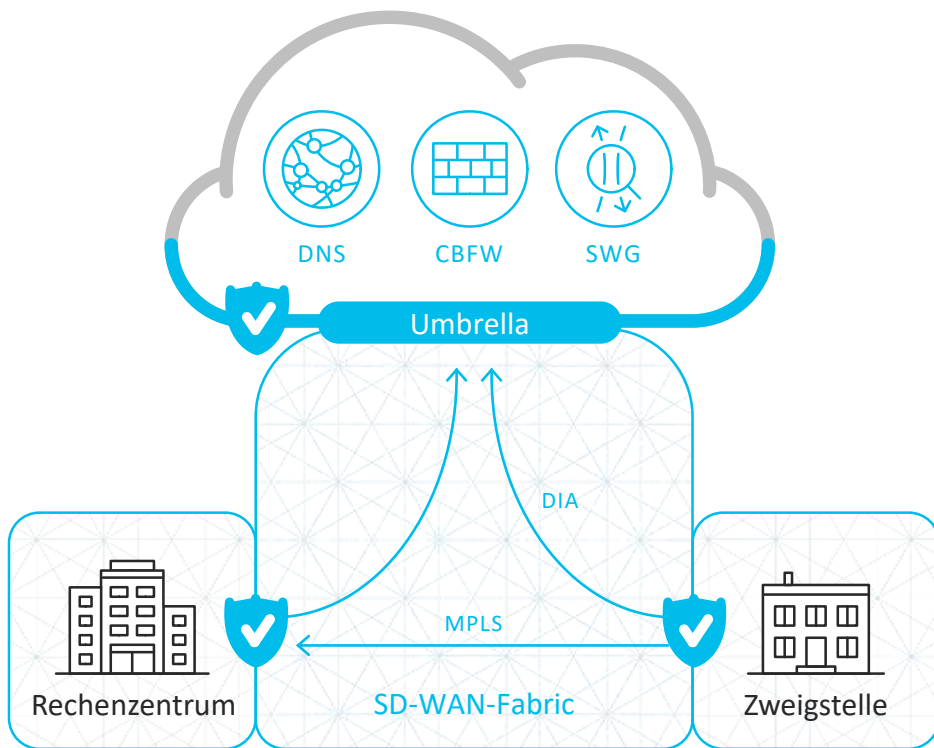 DNS
CBFW
SWG
Umbrella
DIA
MPLS
Rechenzentrum
SD-WAN-Fabric
Zweigstelle